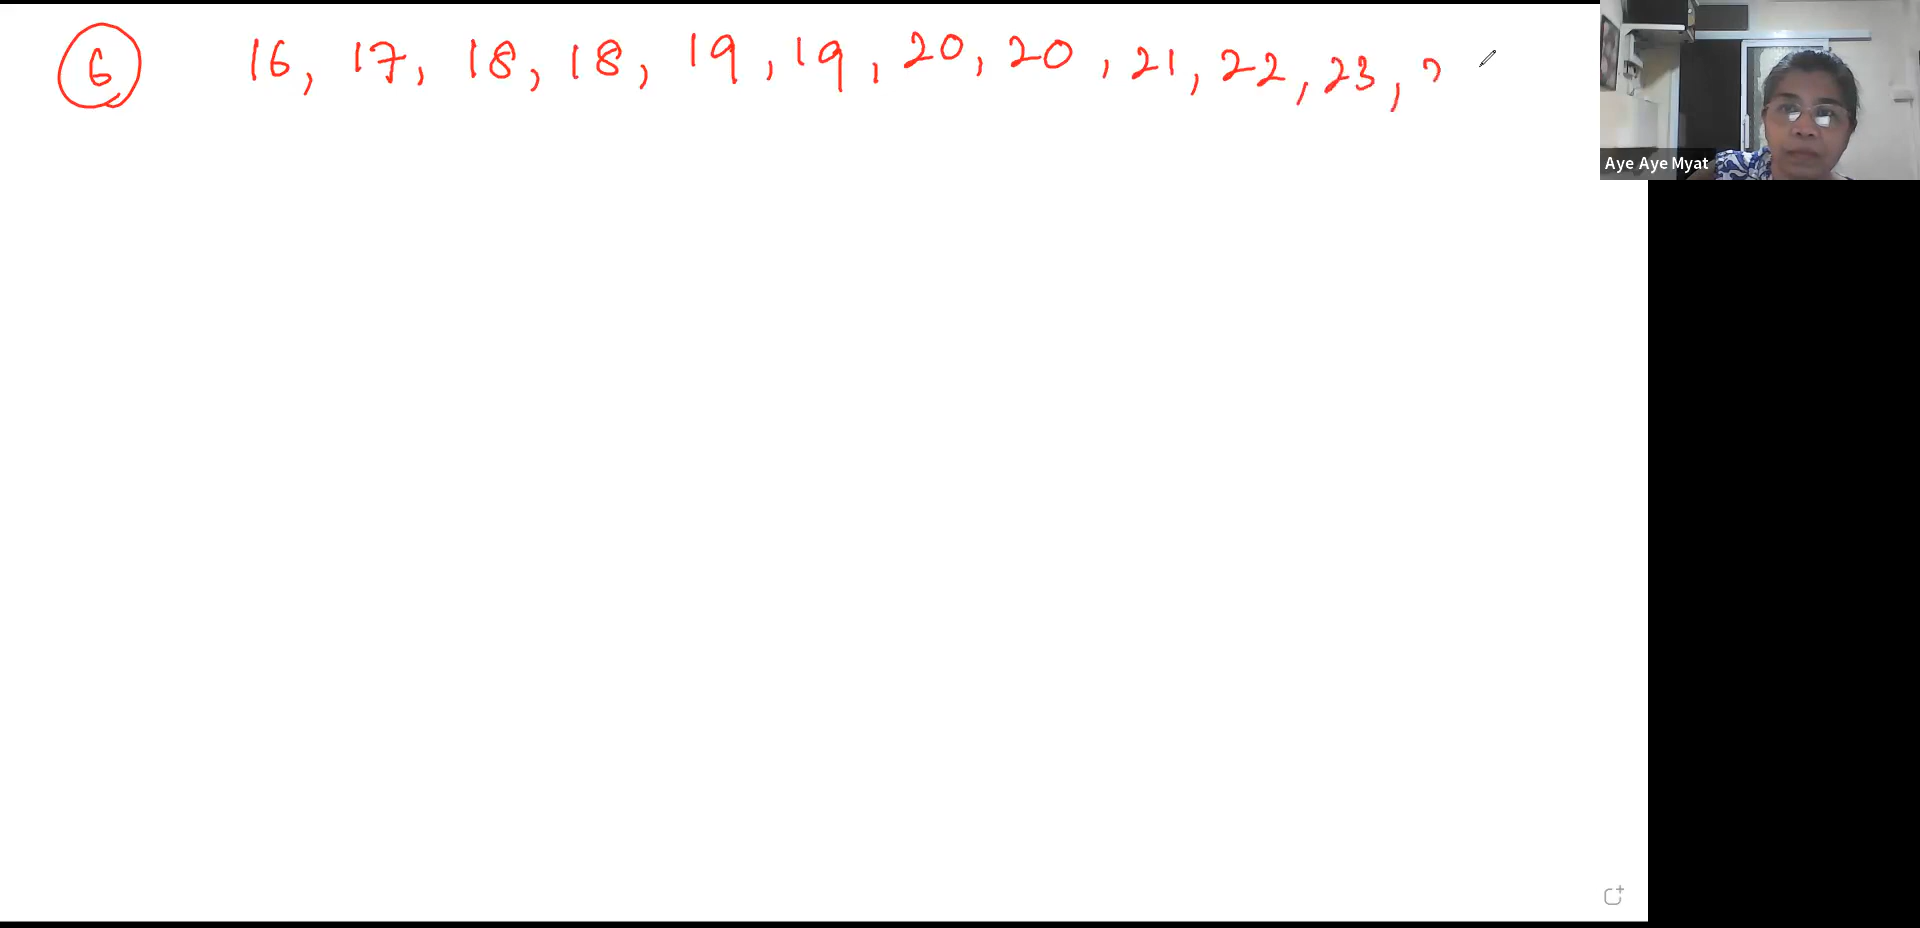 6 16, 17, 18, 18, 19, 19, 20, 20, 21, 22, 23,
Aye Aye Myat